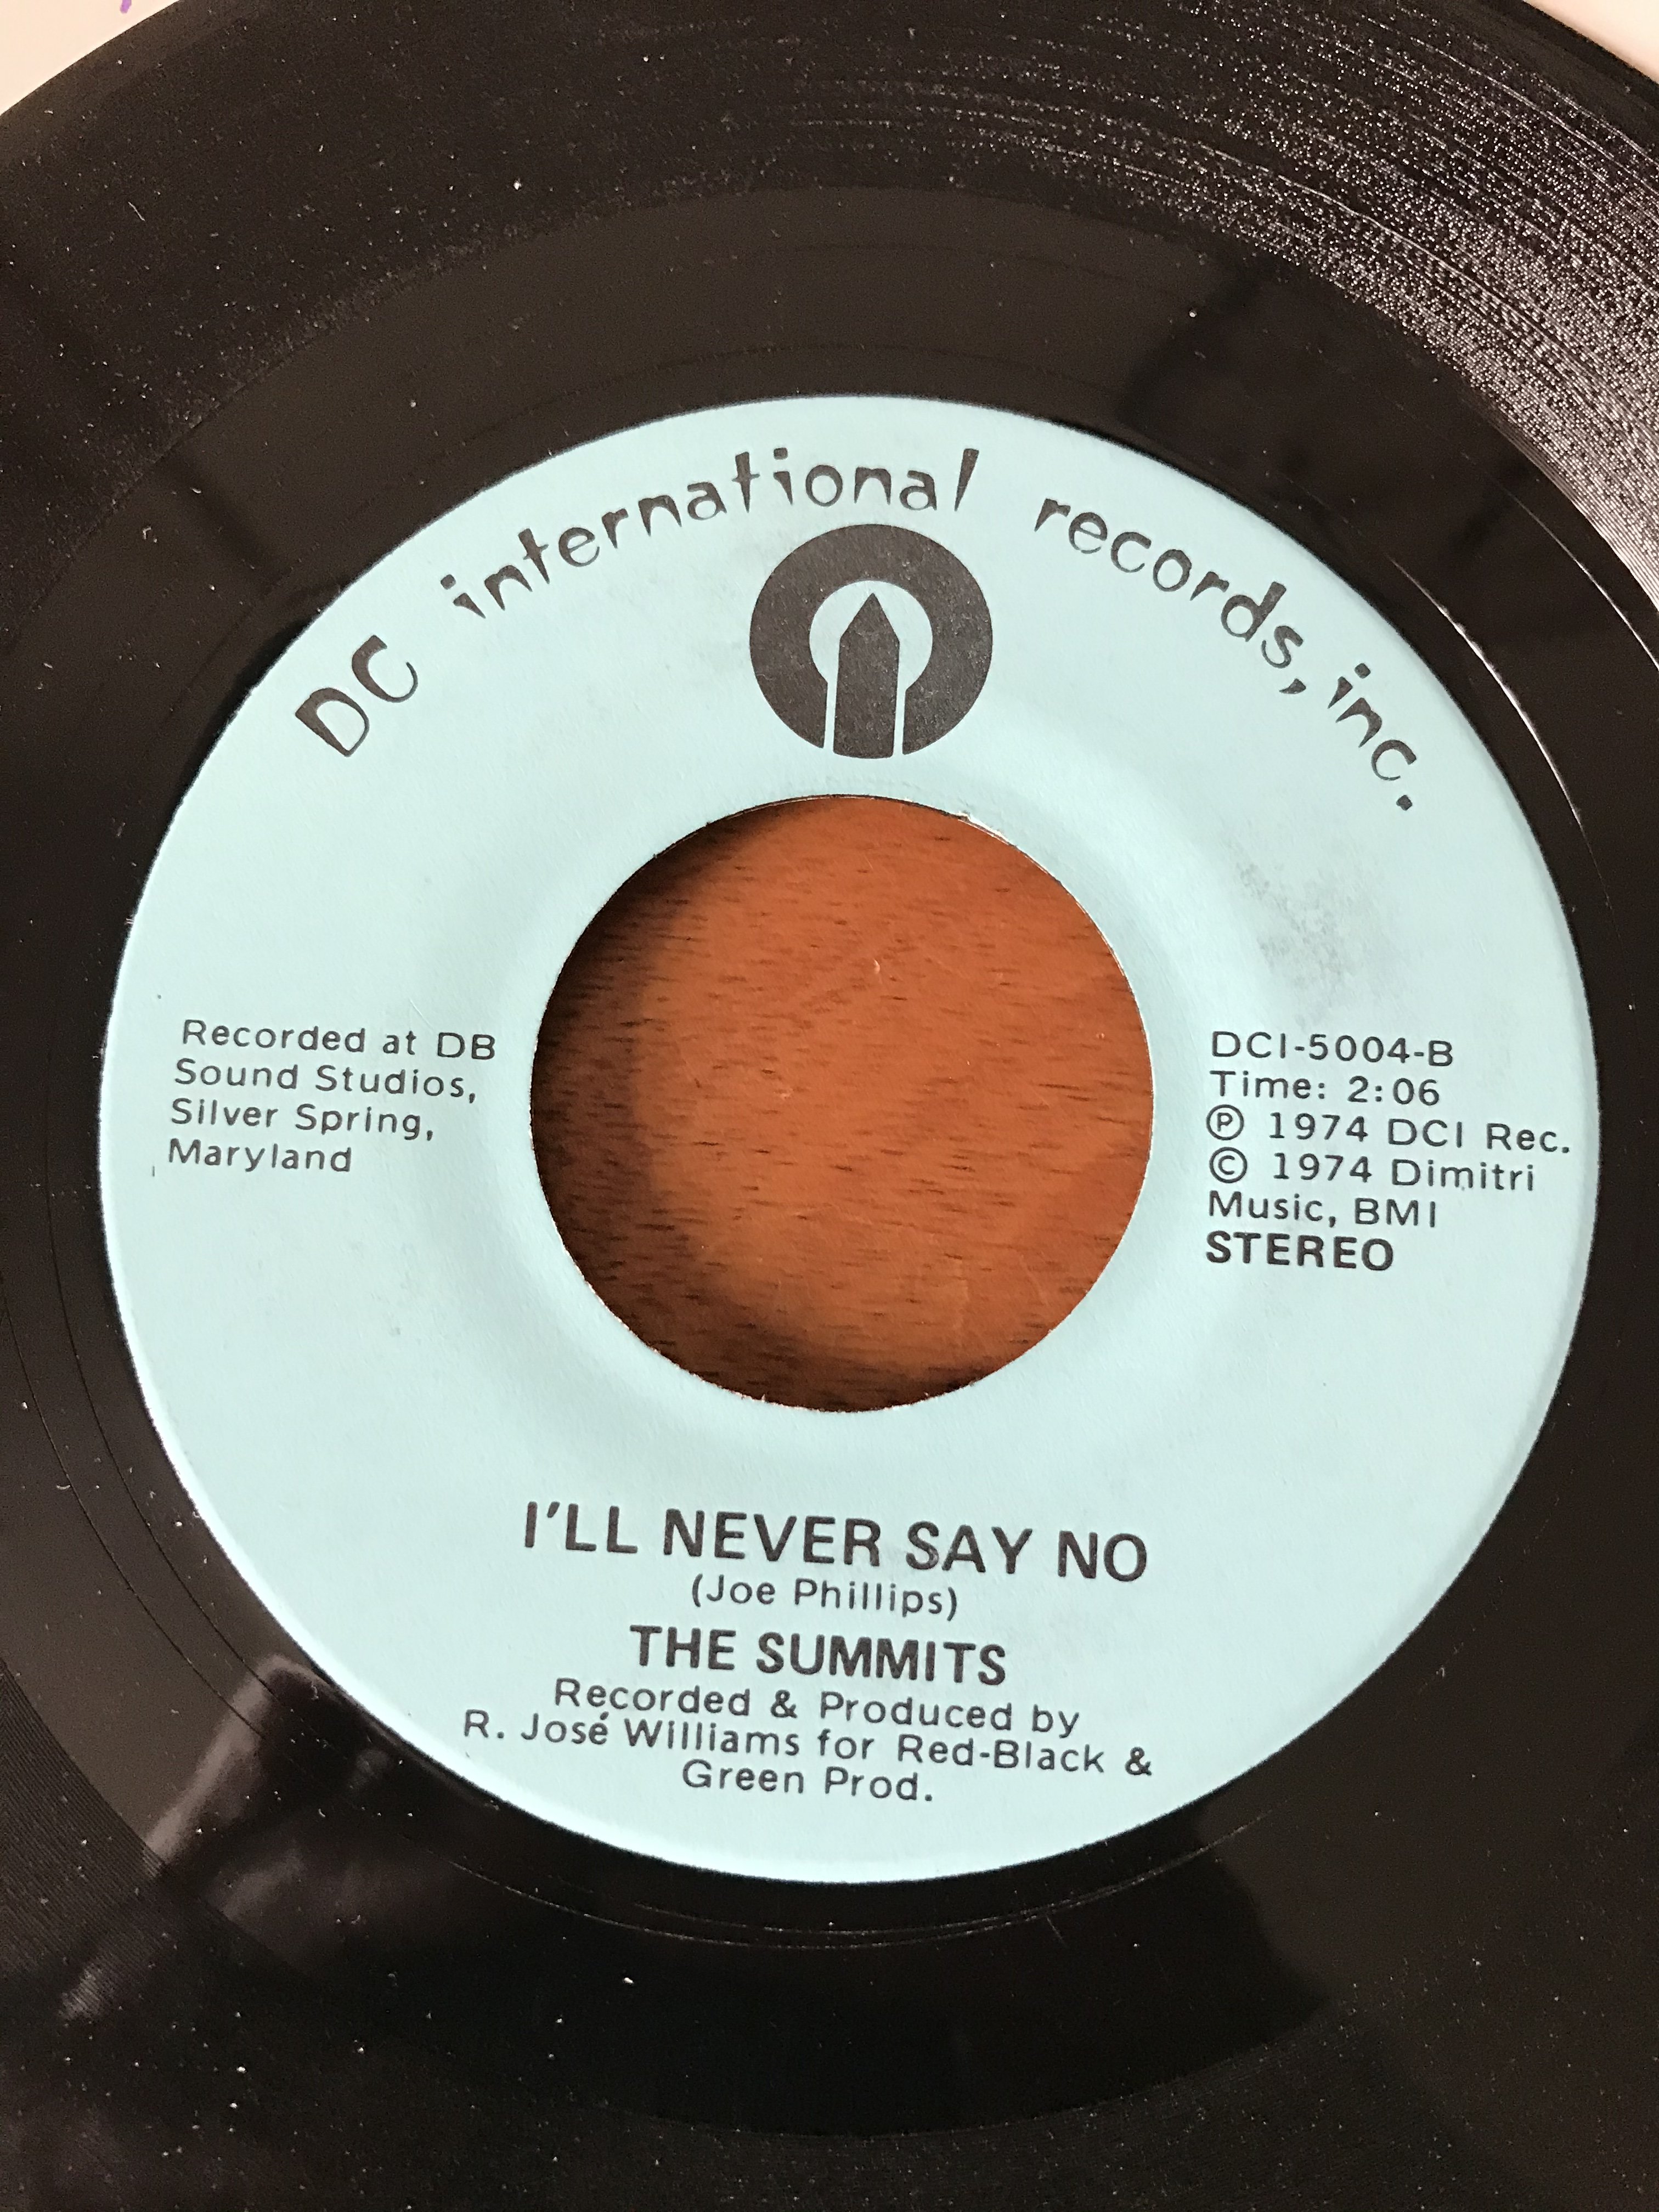 DC international records, inc.
Recorded at DB
Sound Studios,
Silver Spring,
Maryland
DCI-5004-B
Time: 2:06
Ⓟ 1974 DCI Rec.
© 1974 Dimitri
Music, BMI
STEREO
I'LL NEVER SAY NO
(Joe Phillips)
THE SUMMITS
Recorded & Produced by
R. José Williams for Red-Black &
Green Prod.